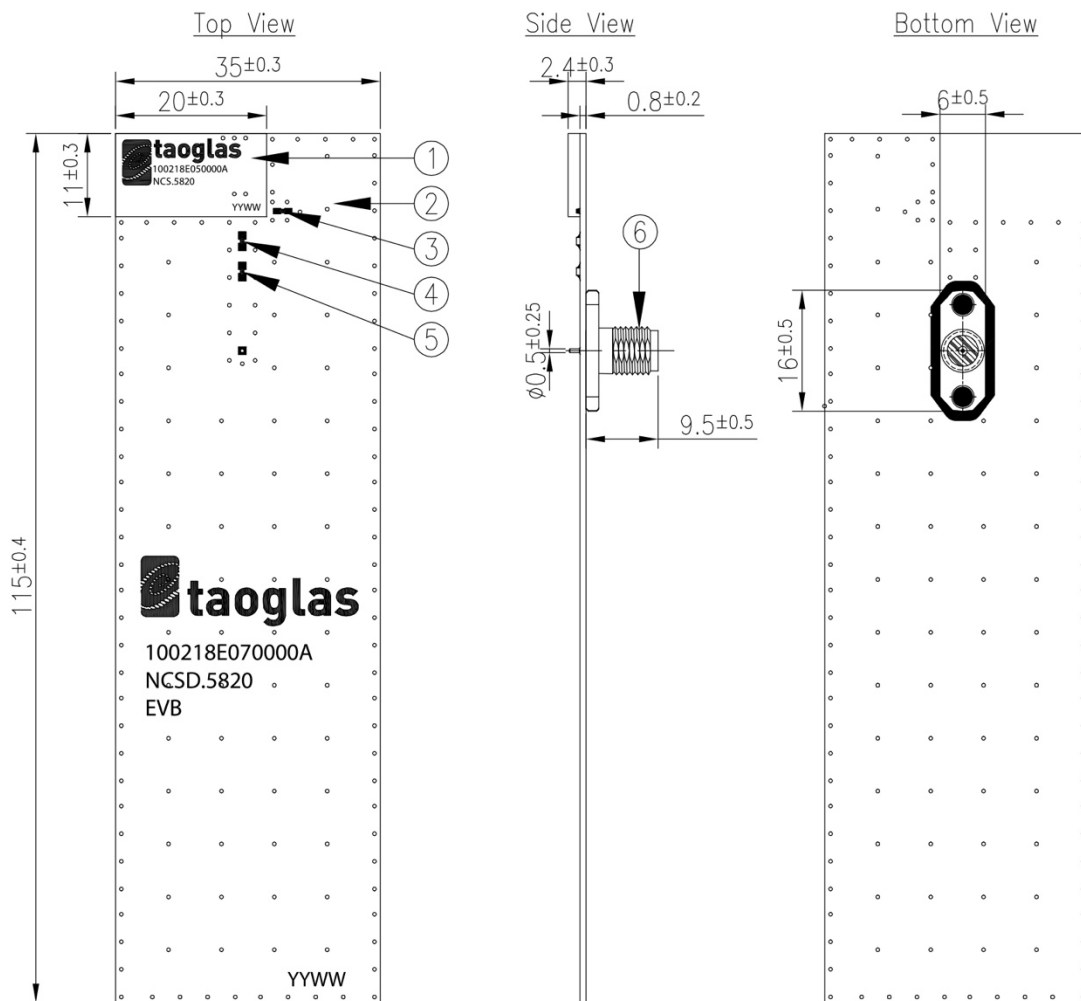 Top View
Side View
Bottom View
35±0.3
20±0.3
11±0.3
115±0.4
taoglas
100218E050000A
NCS.5820
YYWW
1
2
3
4
5
taoglas
100218E070000A
NCSD.5820
EVB
YYWW
2.4±0.3
0.8±0.2
6
ø0.5±0.25
9.5±0.5
6±0.5
16±0.5